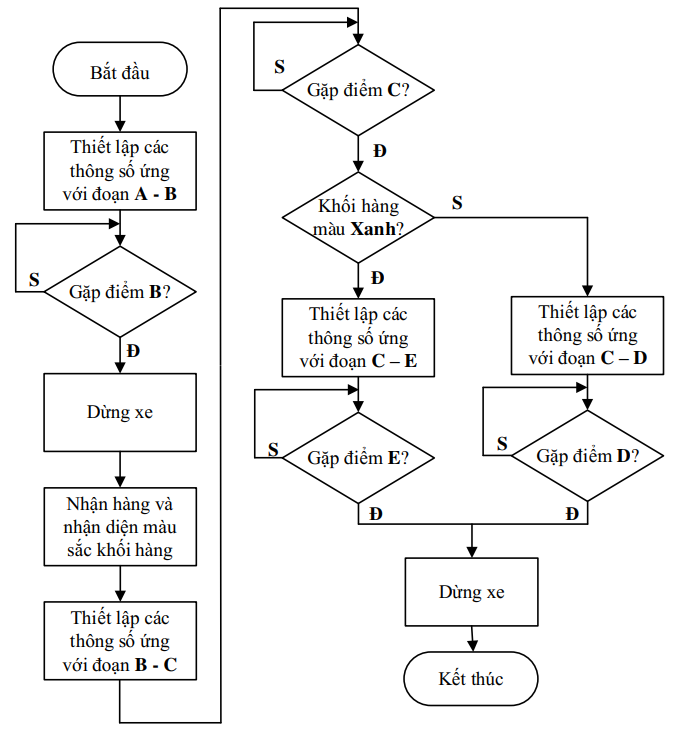 Bắt đầu
Thiết lập các
thông số ứng
với đoạn A - B
S
Gặp điểm B?
Đ
Dừng xe
Nhận hàng và
nhận diện màu
sắc khối hàng
Thiết lập các
thông số ứng
với đoạn B - C
S
Gặp điểm C?
Đ
Khối hàng
màu Xanh?
S
Đ
Thiết lập các
thông số ứng
với đoạn C – E
S
Gặp điểm E?
Đ
Thiết lập các
thông số ứng
với đoạn C – D
S
Gặp điểm D?
Đ
Dừng xe
Kết thúc